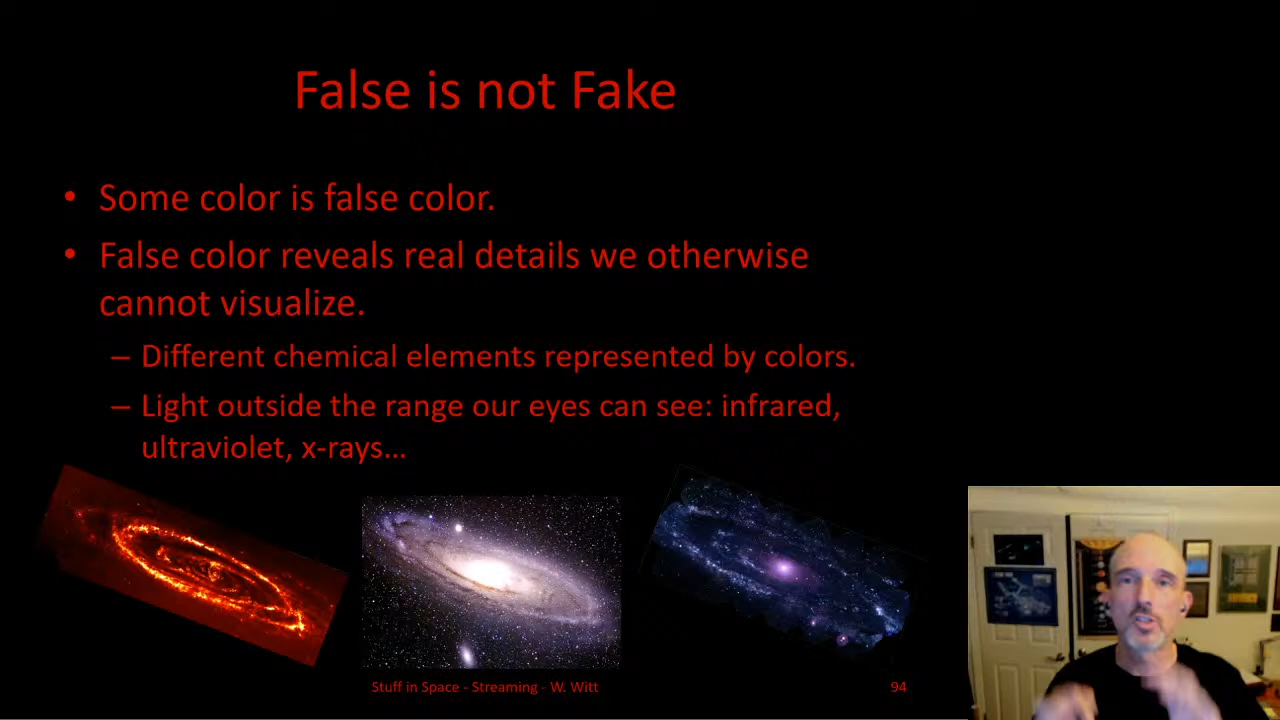 False is not Fake
• Some color is false color.
• False color reveals real details we otherwise
cannot visualize.
– Different chemical elements represented by colors.
– Light outside the range our eyes can see: infrared,
ultraviolet, x-rays...
Stuff in Space - Streaming - W. Witt
94